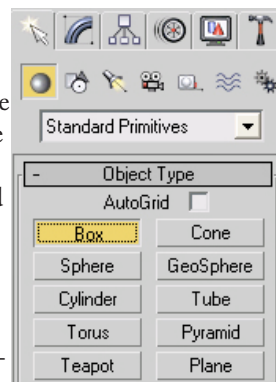 Standard Primitives
- Object Type
AutoGrid
Box Cone
Sphere GeoSphere
Cylinder Tube
Torus Pyramid
Teapot Plane